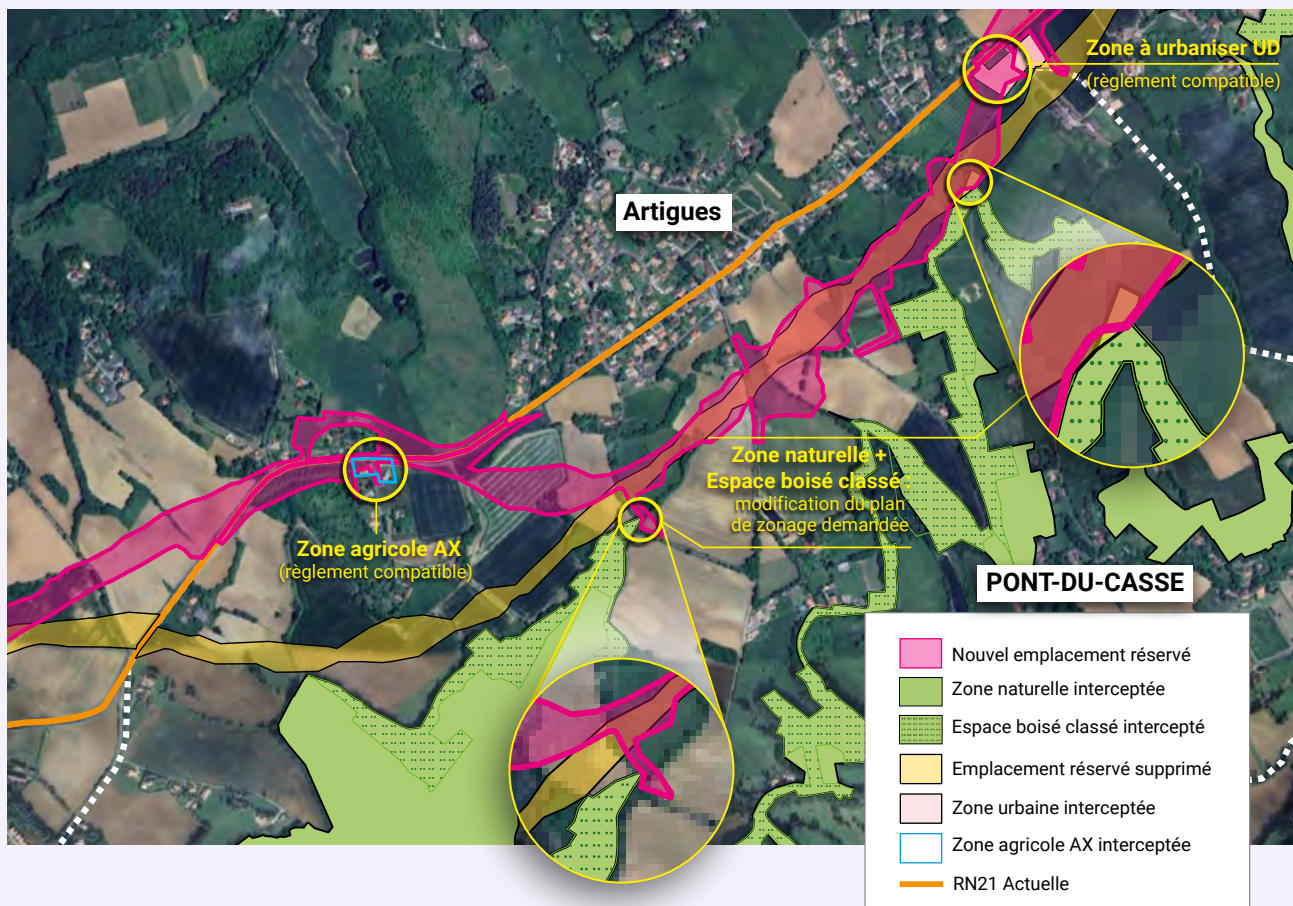 Zone à urbaniser UD
(règlement compatible)
Artigues
Zone naturelle +
Espace boisé classé :
modification du plan
de zonage demandée
Zone agricole AX
(règlement compatible)
PONT-DU-CASSE
Nouvel emplacement réservé
Zone naturelle interceptée
Espace boisé classé intercepté
Emplacement réservé supprimé
Zone urbaine interceptée
Zone agricole AX interceptée
RN21 Actuelle